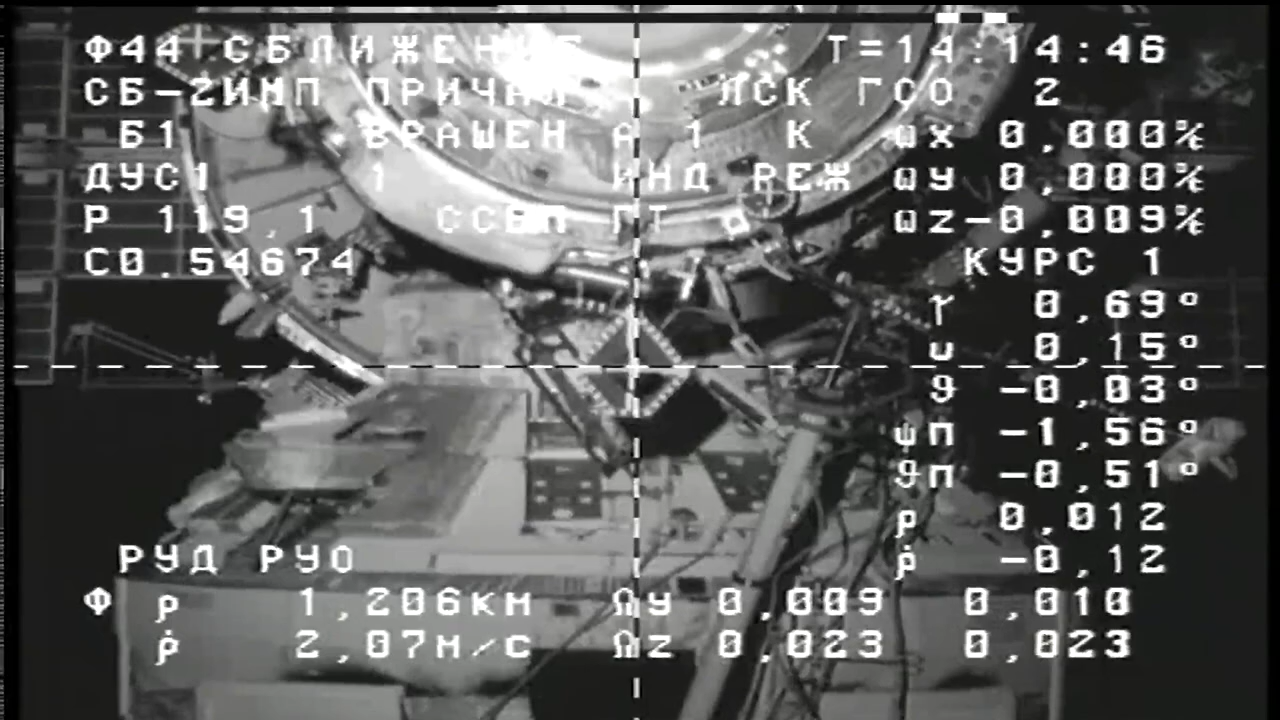 Ф44 СБЛИЖЕНИЕ Т=14:14:46
СБ-2ИМП ПРИЧАЛ ЛСК ГСО 2
Б1 ВРАЩЕН А 1 К ωx 0,000%
ДУС1 1 ИНД РЕЖ ωy 0,000%
Р 119,1 ССВП ГТ ωz-0,009%
С0.54674 КУРС 1
γ 0,69°
ψ 0,15°
ϑ -0,03°
ψп -1,56°
ϑп -0,51°
ρ 0,012
РУД РУО ρ̇ -0,12
Ф ρ 1,206км Ωy 0,009 0,010
ρ̇ 2,07м/с Ωz 0,023 0,023